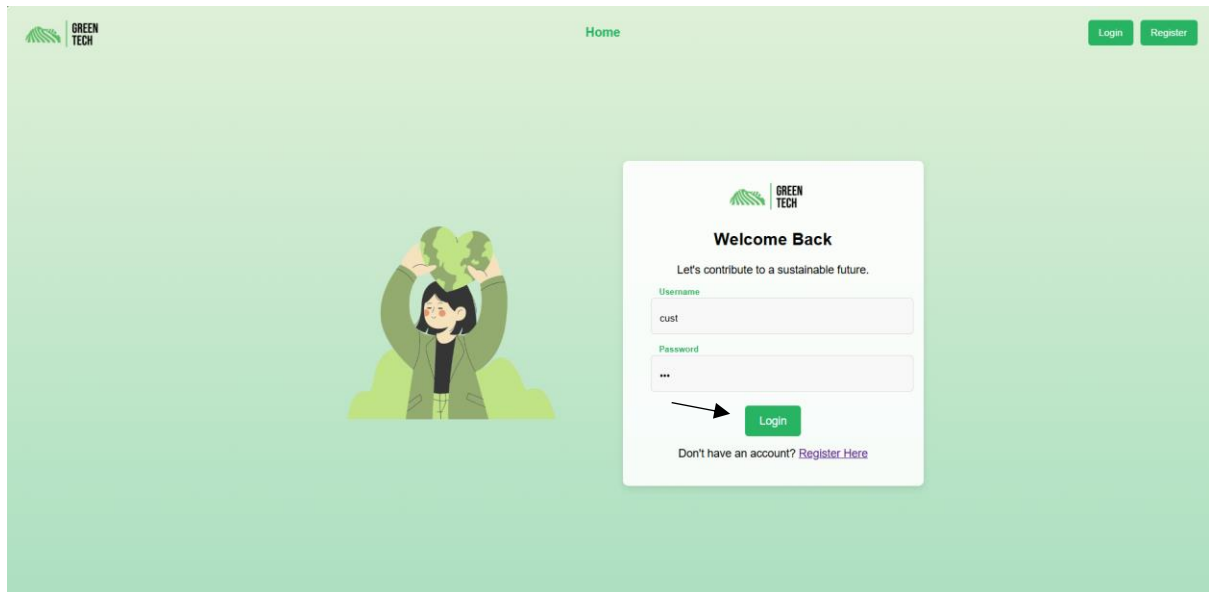 GREEN
TECH
Home
Login
Register
GREEN
TECH
Welcome Back
Let's contribute to a sustainable future.
Username
cust
Password
•••
Login
Don't have an account? Register Here